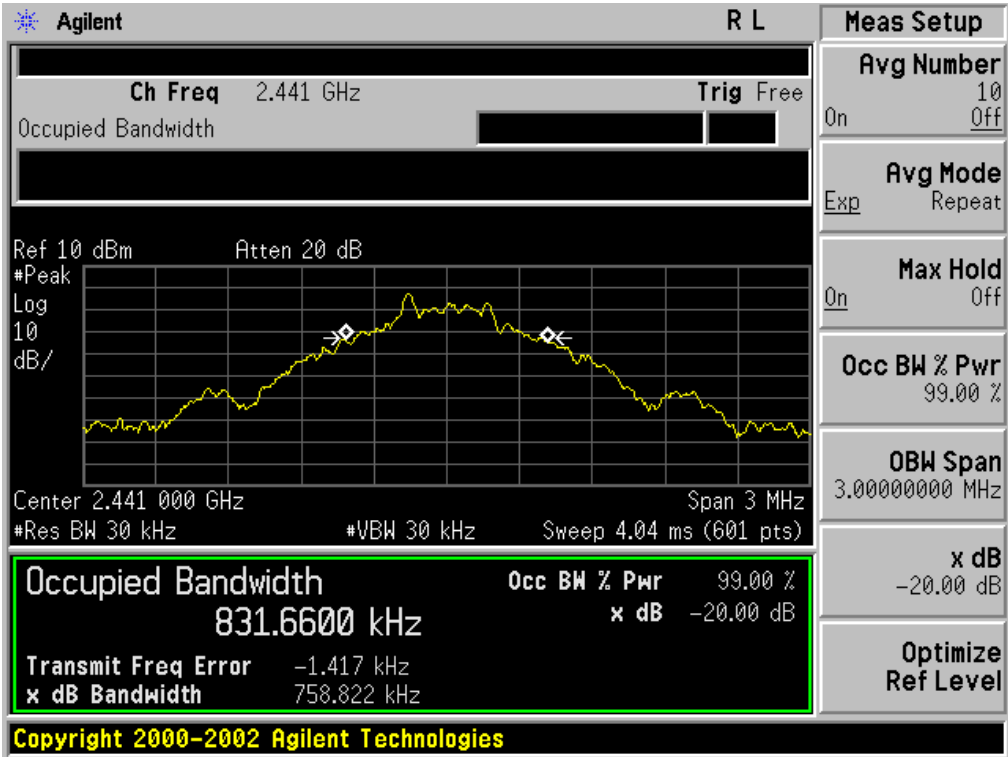 Agilent R L
Ch Freq 2.441 GHz Trig Free
Occupied Bandwidth
Ref 10 dBm Atten 20 dB
#Peak
Log
10
dB/
Center 2.441 000 GHz Span 3 MHz
#Res BW 30 kHz #VBW 30 kHz Sweep 4.04 ms (601 pts)
Occupied Bandwidth Occ BW % Pwr 99.00 %
831.6600 kHz x dB -20.00 dB
Transmit Freq Error -1.417 kHz
x dB Bandwidth 758.822 kHz
Copyright 2000-2002 Agilent Technologies
Meas Setup
Avg Number
10
On Off
Avg Mode
Exp Repeat
Max Hold
On Off
Occ BW % Pwr
99.00 %
OBW Span
3.00000000 MHz
x dB
-20.00 dB
Optimize
Ref Level